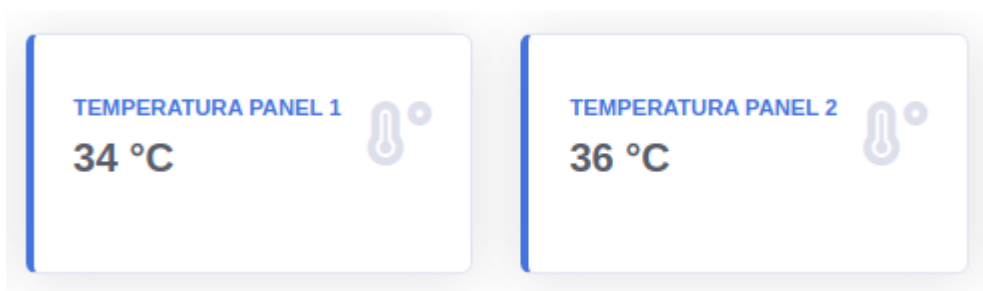 TEMPERATURA PANEL 1
34 °C
TEMPERATURA PANEL 2
36 °C